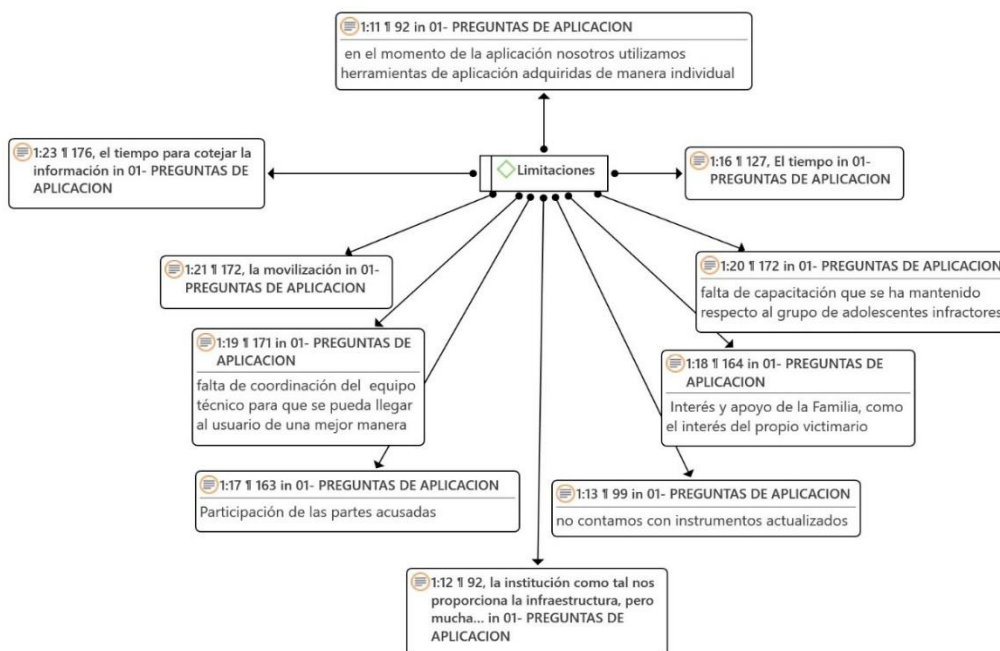 1:11 ¶ 92 in 01- PREGUNTAS DE APLICACION
en el momento de la aplicación nosotros utilizamos
herramientas de aplicación adquiridas de manera individual
1:23 ¶ 176, el tiempo para cotejar la
información in 01- PREGUNTAS DE
APLICACION
Limitaciones
1:16 ¶ 127, El tiempo in 01-
PREGUNTAS DE APLICACION
1:21 ¶ 172, la movilización in 01-
PREGUNTAS DE APLICACION
1:20 ¶ 172 in 01- PREGUNTAS DE APLICACION
falta de capacitación que se ha mantenido
respecto al grupo de adolescentes infractores
1:19 ¶ 171 in 01- PREGUNTAS DE
APLICACION
falta de coordinación del equipo
técnico para que se pueda llegar
al usuario de una mejor manera
1:18 ¶ 164 in 01- PREGUNTAS DE
APLICACION
Interés y apoyo de la Familia, como
el interés del propio victimario
1:17 ¶ 163 in 01- PREGUNTAS DE APLICACION
Participación de las partes acusadas
1:13 ¶ 99 in 01- PREGUNTAS DE APLICACION
no contamos con instrumentos actualizados
1:12 ¶ 92, la institución como tal nos
proporciona la infraestructura, pero
mucha... in 01- PREGUNTAS DE
APLICACION